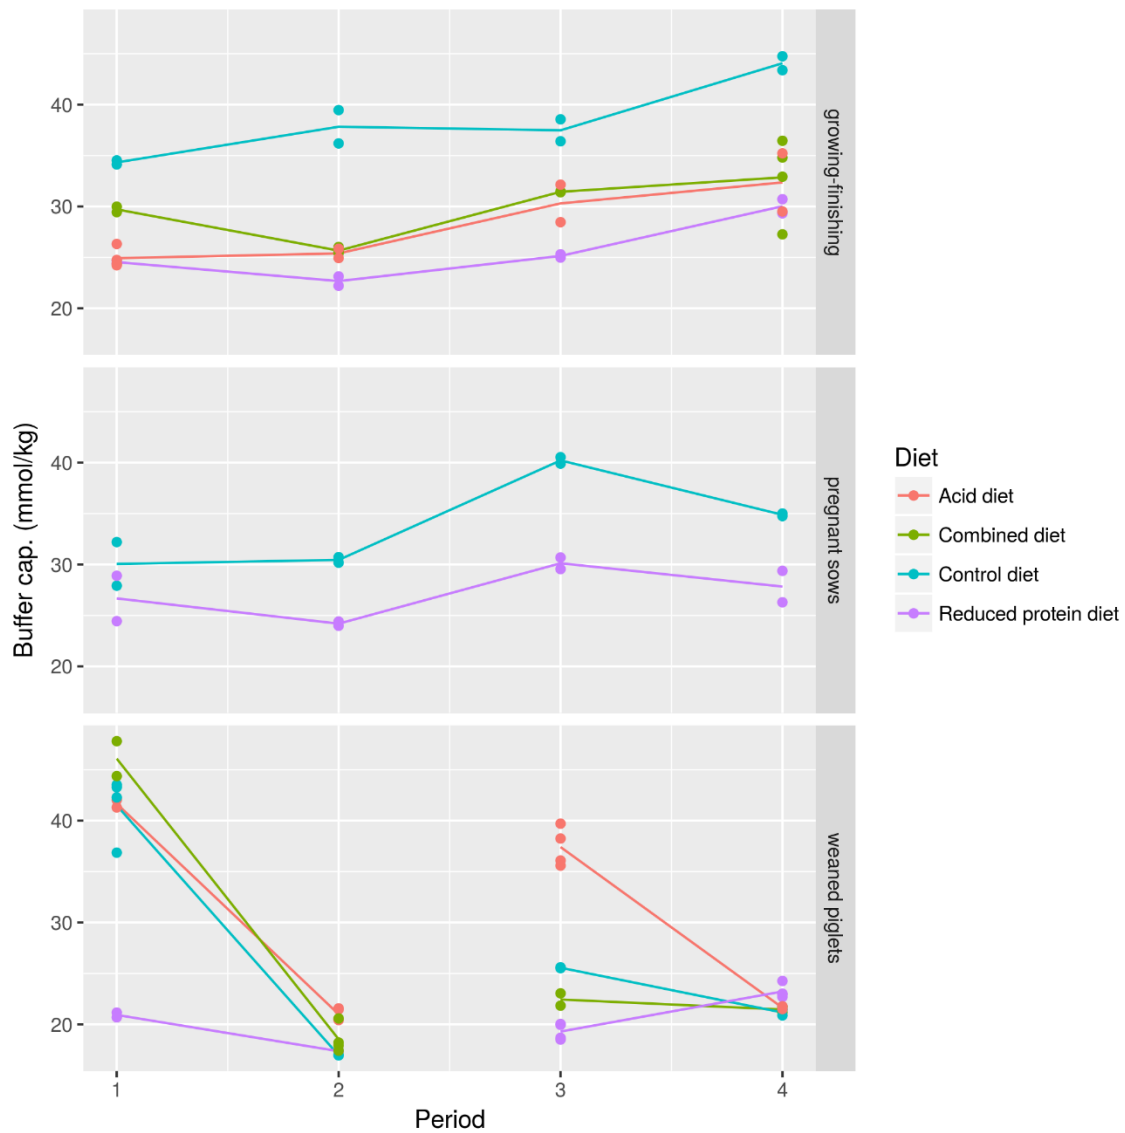 40
30
20
growing-finishing
Buffer cap. (mmol/kg)
40
30
20
pregnant sows
Diet
Acid diet
Combined diet
Control diet
Reduced protein diet
40
30
20
weaned piglets
1 2 3 4
Period